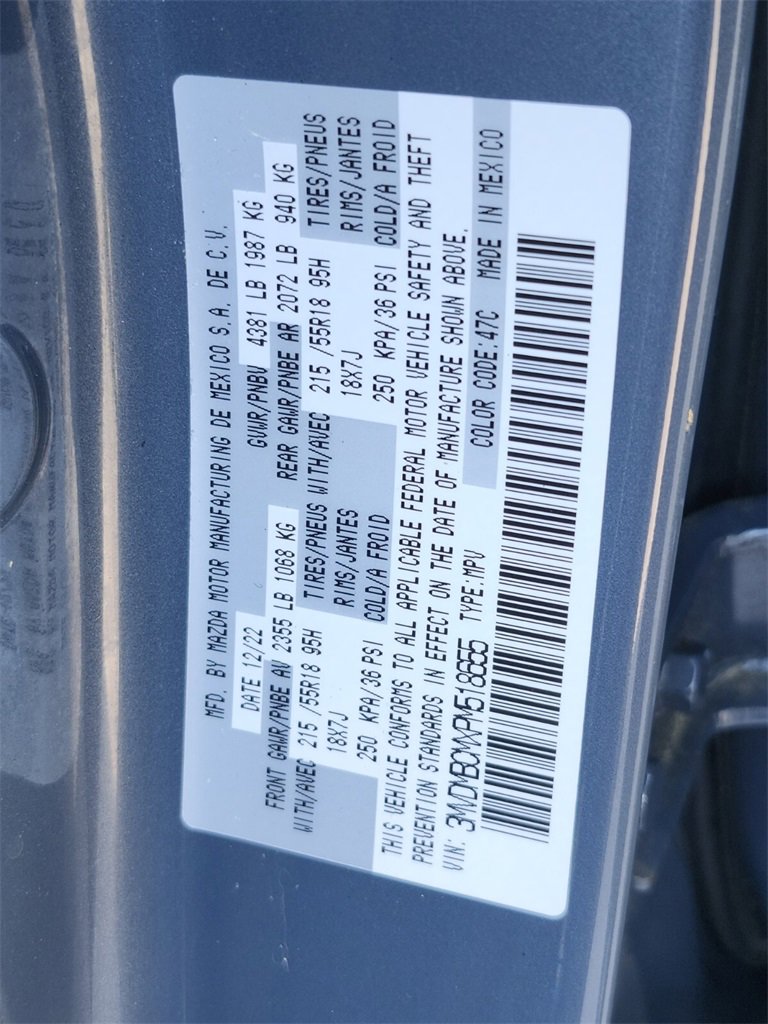 MFD. BY MAZDA MOTOR MANUFACTURING DE MEXICO S.A. DE C.V.
DATE 12/22 GVWR/PNBV 4381 LB 1987 KG
FRONT GAWR/PNBE AV 2355 LB 1068 KG REAR GAWR/PNBE AR 2072 LB 940 KG
WITH/AVEC 215 /55R18 95H TIRES/PNEUS WITH/AVEC 215 /55R18 95H TIRES/PNEUS
18X7J RIMS/JANTES 18X7J RIMS/JANTES
250 KPA/36 PSI COLD/A FROID 250 KPA/36 PSI COLD/A FROID
THIS VEHICLE CONFORMS TO ALL APPLICABLE FEDERAL MOTOR VEHICLE SAFETY AND THEFT
PREVENTION STANDARDS IN EFFECT ON THE DATE OF MANUFACTURE SHOWN ABOVE.
VIN: 3MVDMBCMXPM518655 TYPE:MPV COLOR CODE:47C MADE IN MEXICO